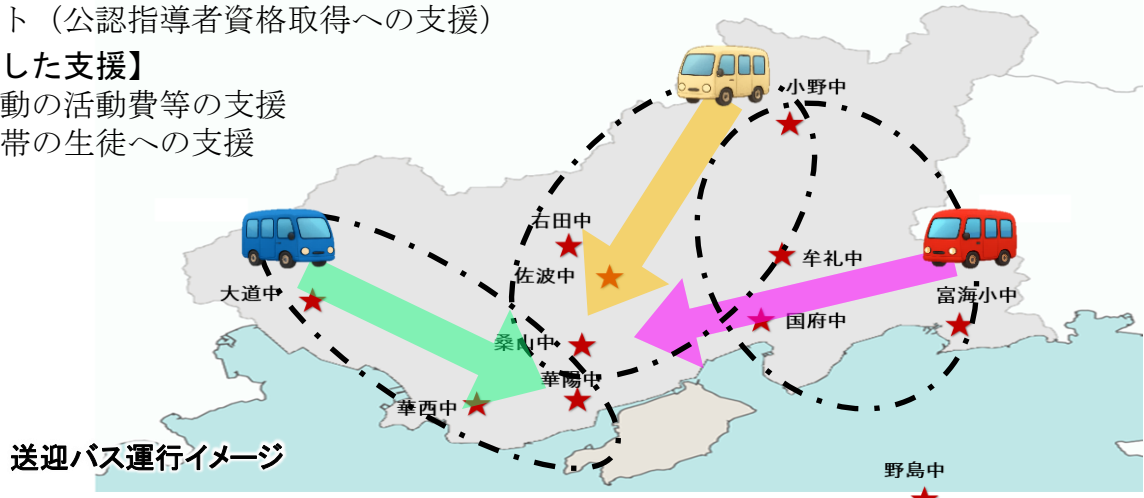 ト（公認指導者資格取得への支援）
した支援】
動の活動費等の支援
帯の生徒への支援
小野中
右田中
佐波中
牟礼中
大道中
富海小中
国府中
桑山中
華陽中
華西中
送迎バス運行イメージ
野島中